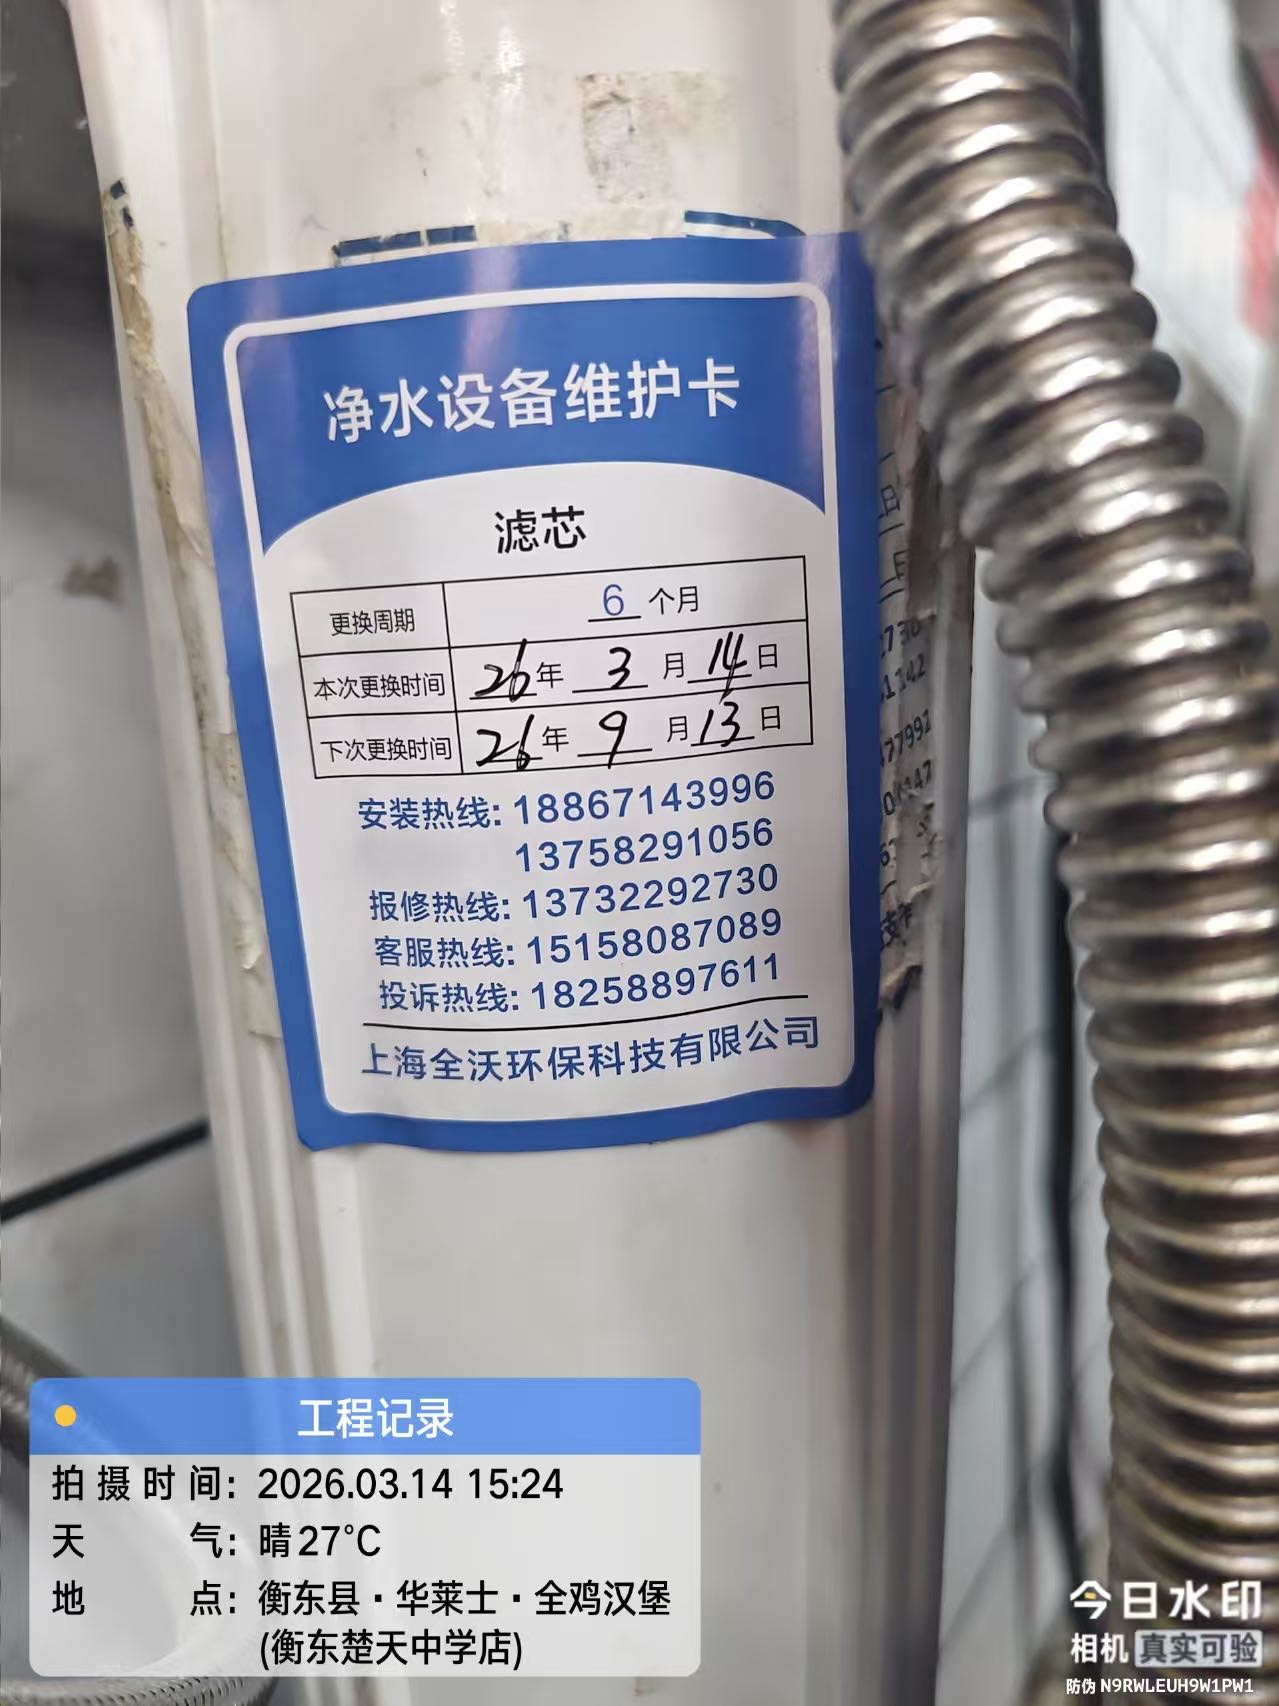 净水设备维护卡
滤芯
更换周期 6 个月
本次更换时间 26年 3 月 14 日
下次更换时间 26年 9 月 13 日
安装热线: 18867143996
13758291056
报修热线: 13732292730
客服热线: 15158087089
投诉热线: 18258897611
上海全沃环保科技有限公司
工程记录
拍摄时间: 2026.03.14 15:24
天气: 晴 27°C
地点: 衡东县·华莱士·全鸡汉堡
(衡东楚天中学店)
今日水印
相机 真实可验
防伪 N9RWLEUH9W1PW1